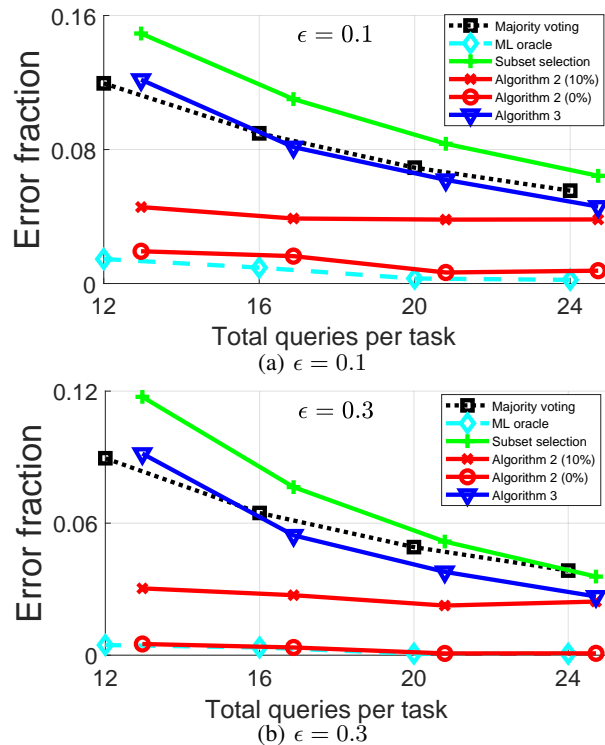 0.16
ϵ = 0.1
Majority voting
ML oracle
Subset selection
Algorithm 2 (10%)
Algorithm 2 (0%)
Algorithm 3
0.08
0
Error fraction
12
16
20
24
Total queries per task
(a) ϵ = 0.1
0.12
ϵ = 0.3
Majority voting
ML oracle
Subset selection
Algorithm 2 (10%)
Algorithm 2 (0%)
Algorithm 3
0.06
0
Error fraction
12
16
20
24
Total queries per task
(b) ϵ = 0.3